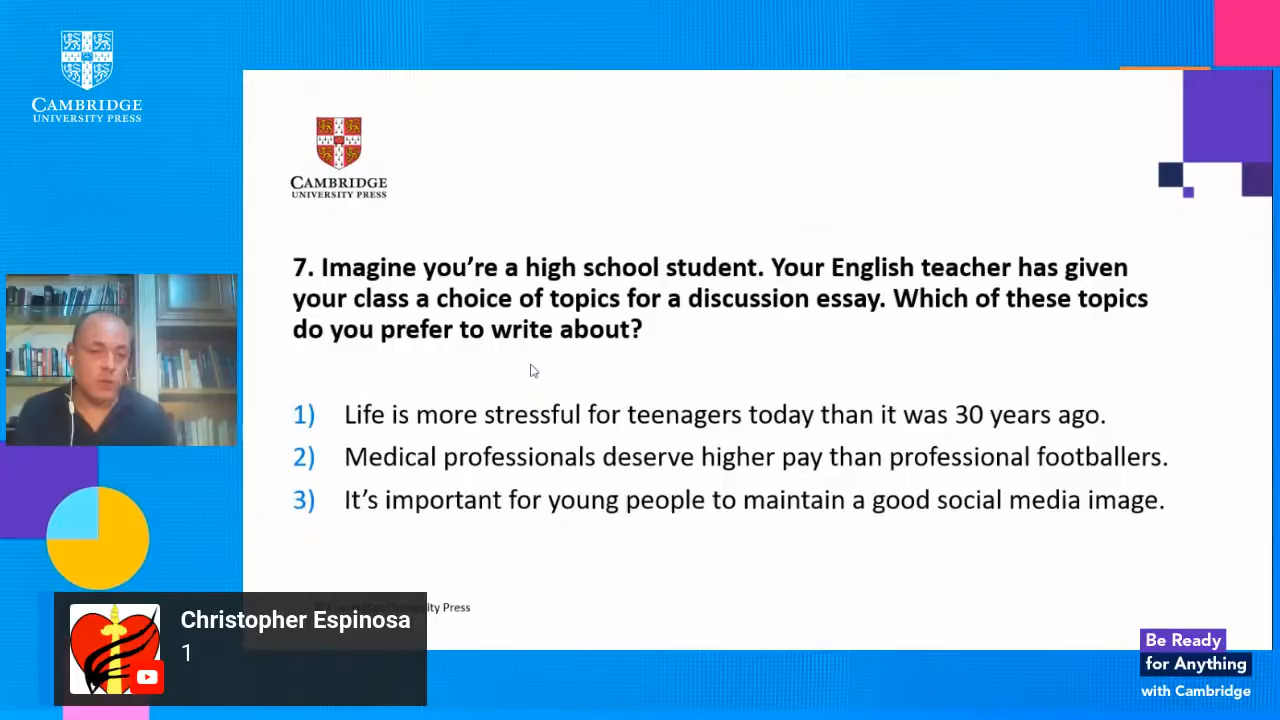 CAMBRIDGE
UNIVERSITY PRESS
CAMBRIDGE
UNIVERSITY PRESS
7. Imagine you’re a high school student. Your English teacher has given
your class a choice of topics for a discussion essay. Which of these topics
do you prefer to write about?
1) Life is more stressful for teenagers today than it was 30 years ago.
2) Medical professionals deserve higher pay than professional footballers.
3) It’s important for young people to maintain a good social media image.
Press
Christopher Espinosa
1
Be Ready
for Anything
with Cambridge